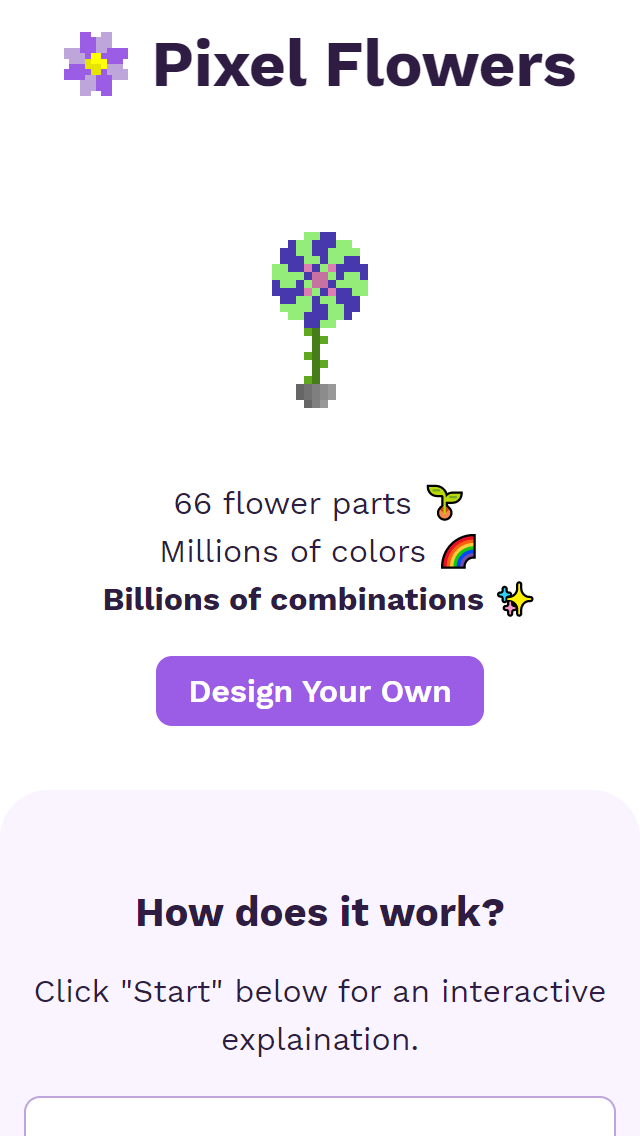 Pixel Flowers
66 flower parts 🌱
Millions of colors 🌈
Billions of combinations ✨
Design Your Own
How does it work?
Click "Start" below for an interactive
explaination.